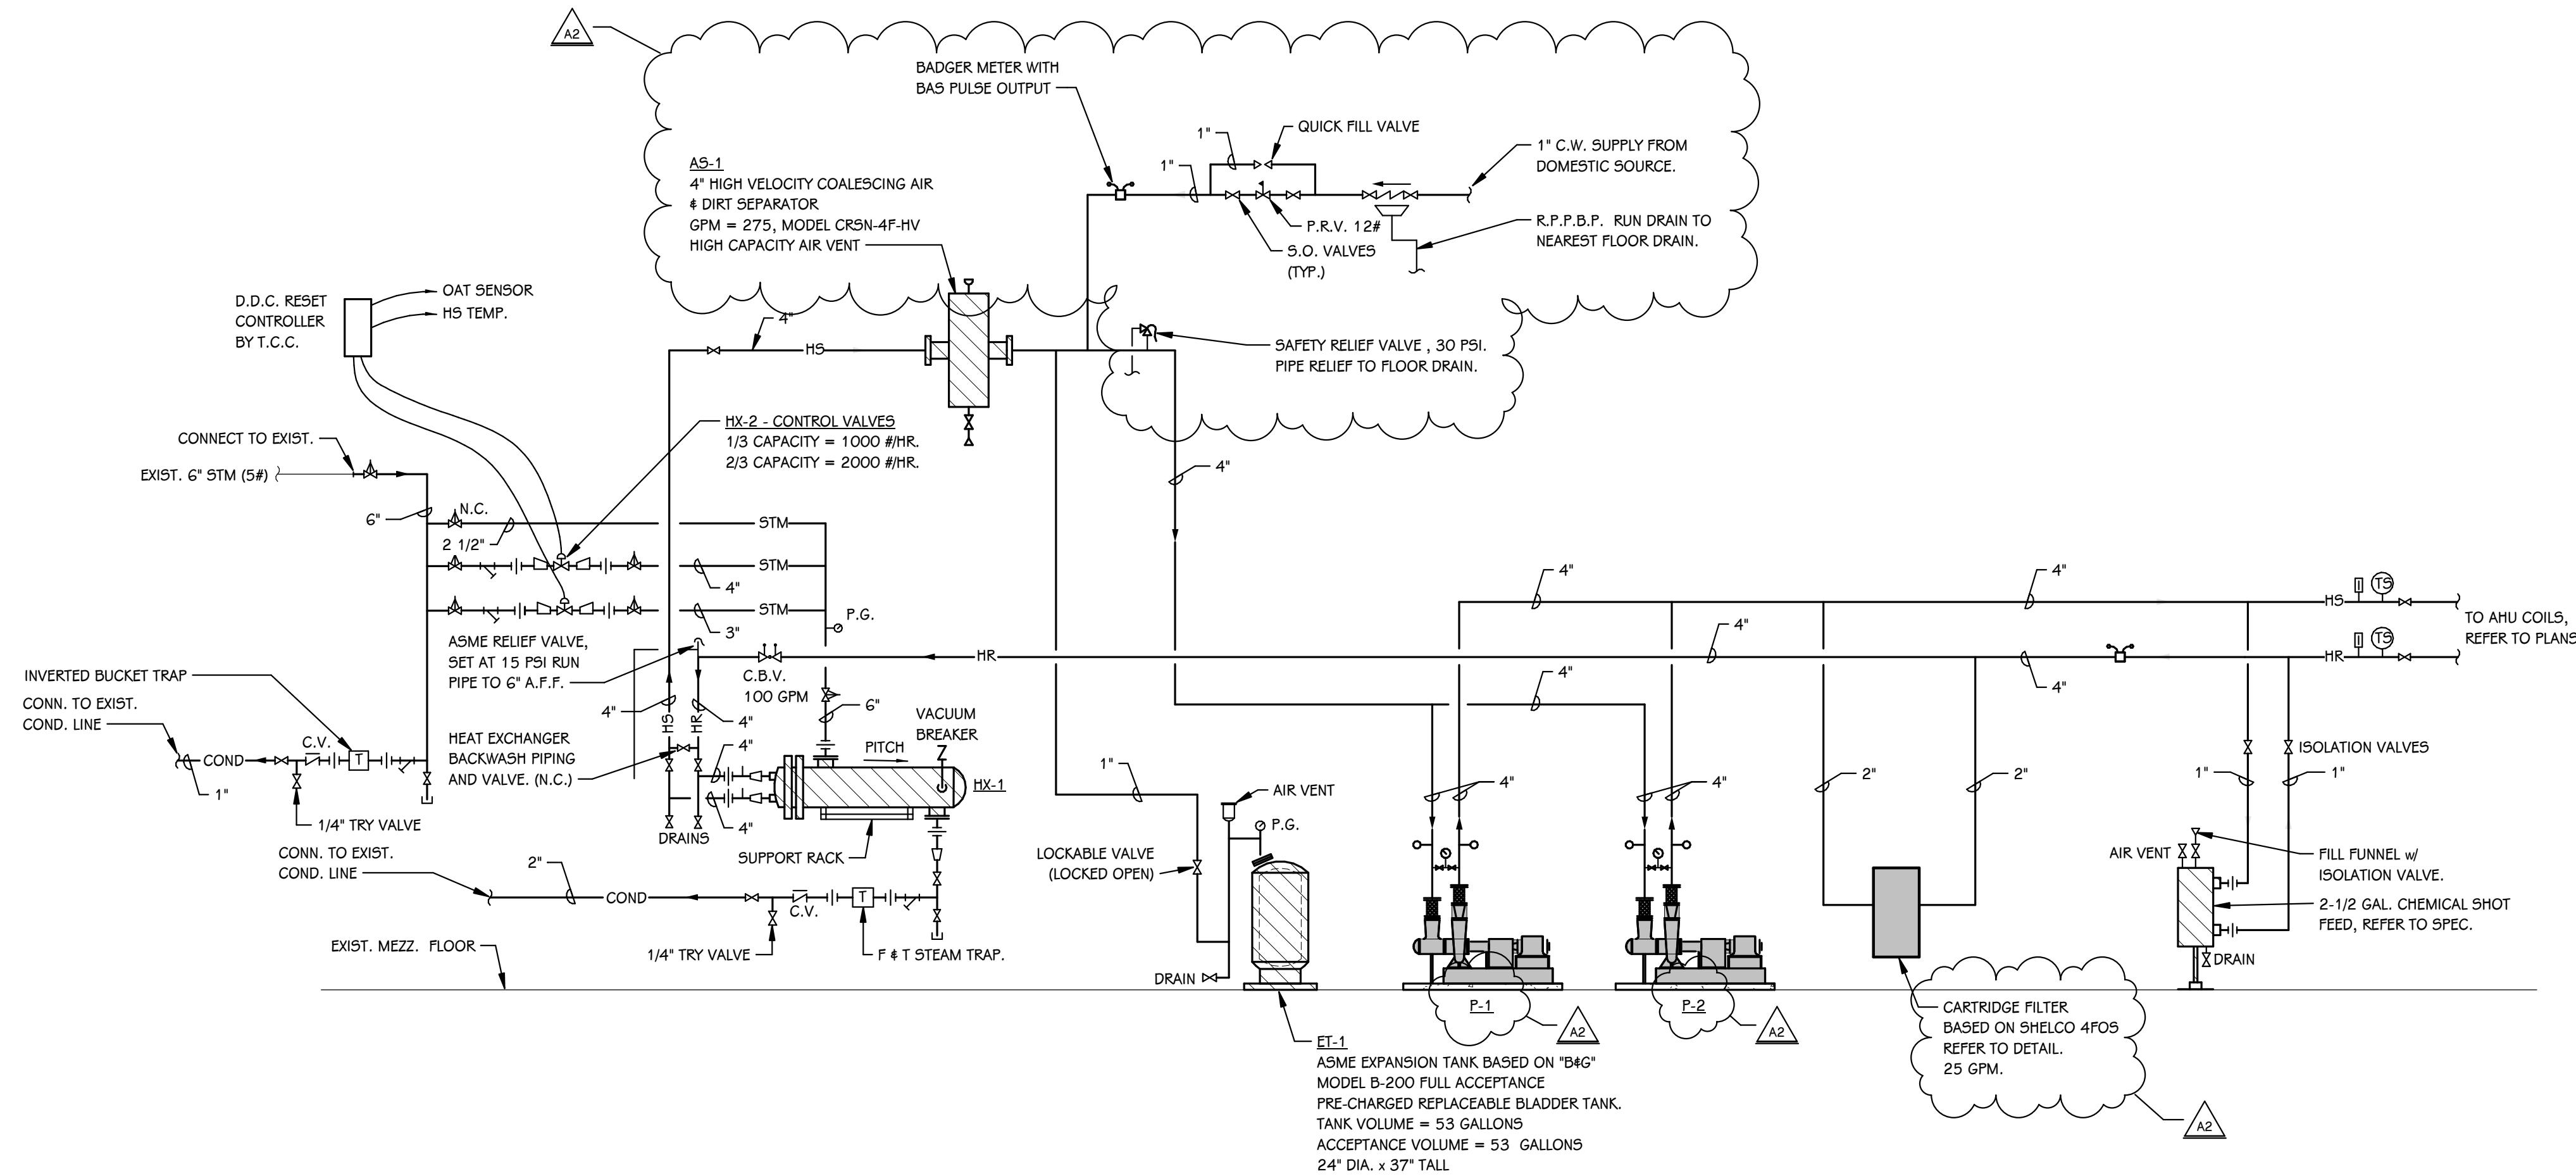 A2
BADGER METER WITH
BAS PULSE OUTPUT
1"
QUICK FILL VALVE
1"
1" C.W. SUPPLY FROM
DOMESTIC SOURCE.
AS-1
4" HIGH VELOCITY COALESCING AIR
& DIRT SEPARATOR
GPM = 275, MODEL CRSN-4F-HV
HIGH CAPACITY AIR VENT
P.R.V. 12#
S.O. VALVES
(TYP.)
R.P.P.B.P. RUN DRAIN TO
NEAREST FLOOR DRAIN.
D.D.C. RESET
CONTROLLER
BY T.C.C.
OAT SENSOR
HS TEMP.
4"
HS
SAFETY RELIEF VALVE , 30 PSI.
PIPE RELIEF TO FLOOR DRAIN.
HX-2 - CONTROL VALVES
1/3 CAPACITY = 1000 #/HR.
2/3 CAPACITY = 2000 #/HR.
CONNECT TO EXIST.
EXIST. 6" STM (5#)
4"
6"
N.C.
2 1/2"
STM
STM
4"
STM
3"
P.G.
4"
4"
HS
TS
TO AHU COILS,
REFER TO PLANS
ASME RELIEF VALVE,
SET AT 15 PSI RUN
PIPE TO 6" A.F.F.
C.B.V.
100 GPM
HR
4"
4"
4"
HR
TS
INVERTED BUCKET TRAP
CONN. TO EXIST.
COND. LINE
COND
C.V.
T
1"
1/4" TRY VALVE
4"
HS
HR
4"
6"
HEAT EXCHANGER
BACKWASH PIPING
AND VALVE. (N.C.)
4"
4"
DRAINS
PITCH
VACUUM
BREAKER
HX-1
SUPPORT RACK
1"
AIR VENT
P.G.
LOCKABLE VALVE
(LOCKED OPEN)
4"
4"
2"
2"
ISOLATION VALVES
1"
1"
AIR VENT
FILL FUNNEL w/
ISOLATION VALVE.
2-1/2 GAL. CHEMICAL SHOT
FEED, REFER TO SPEC.
DRAIN
CONN. TO EXIST.
COND. LINE
2"
COND
C.V.
T
1/4" TRY VALVE
F & T STEAM TRAP.
EXIST. MEZZ. FLOOR
DRAIN
P-1
A2
P-2
A2
CARTRIDGE FILTER
BASED ON SHELCO 4FOS
REFER TO DETAIL.
25 GPM.
A2
ET-1
ASME EXPANSION TANK BASED ON "B&G"
MODEL B-200 FULL ACCEPTANCE
PRE-CHARGED REPLACEABLE BLADDER TANK.
TANK VOLUME = 53 GALLONS
ACCEPTANCE VOLUME = 53 GALLONS
24" DIA. x 37" TALL